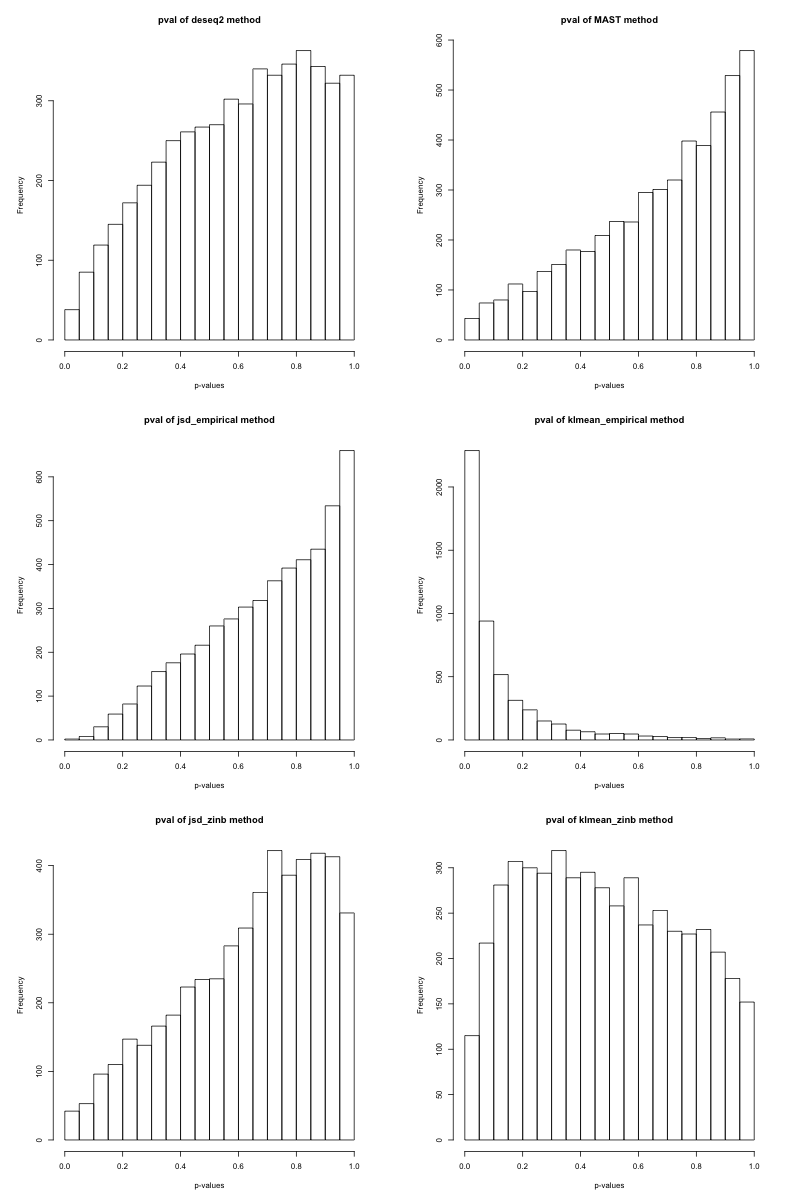 pval of deseq2 method
Frequency
0 100 200 300
0.0 0.2 0.4 0.6 0.8 1.0
p-values
pval of MAST method
Frequency
0 100 200 300 400 500 600
0.0 0.2 0.4 0.6 0.8 1.0
p-values
pval of jsd_empirical method
Frequency
0 100 200 300 400 500 600
0.0 0.2 0.4 0.6 0.8 1.0
p-values
pval of klmean_empirical method
Frequency
0 500 1000 1500 2000
0.0 0.2 0.4 0.6 0.8 1.0
p-values
pval of jsd_zinb method
Frequency
0 100 200 300 400
0.0 0.2 0.4 0.6 0.8 1.0
p-values
pval of klmean_zinb method
Frequency
0 50 100 150 200 250 300
0.0 0.2 0.4 0.6 0.8 1.0
p-values